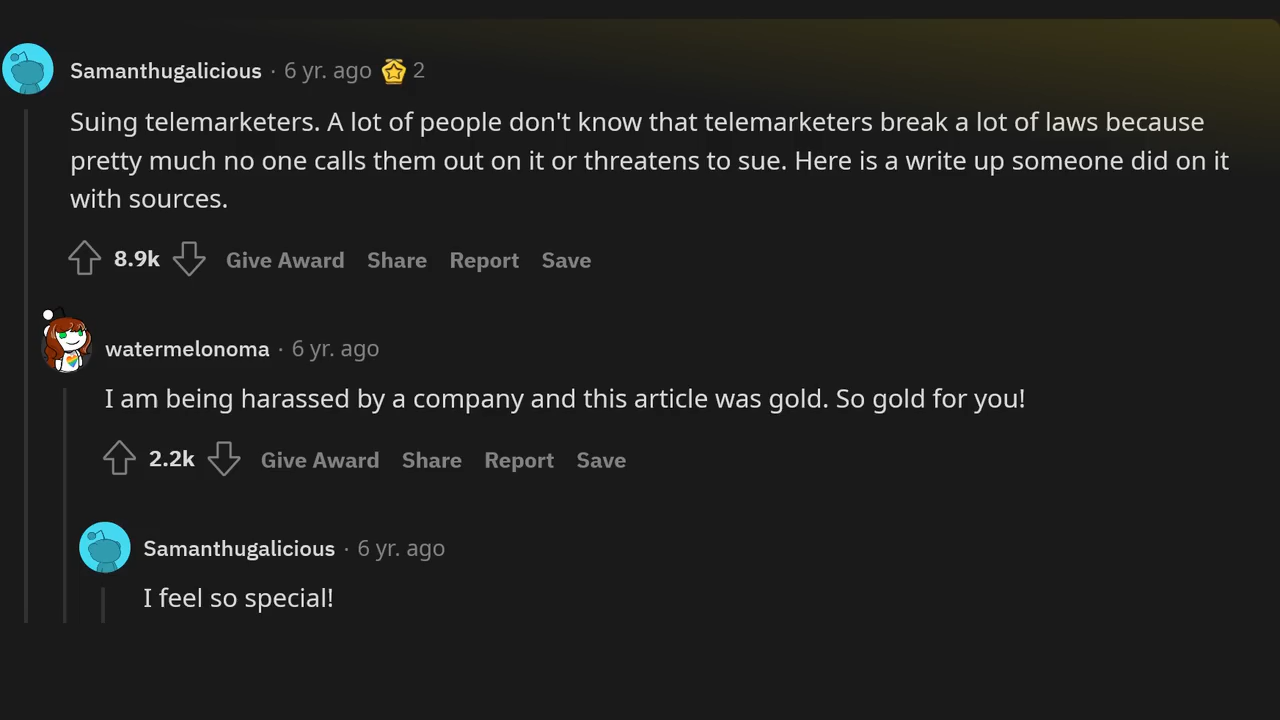 Samanthugalicious · 6 yr. ago 2
Suing telemarketers. A lot of people don't know that telemarketers break a lot of laws because
pretty much no one calls them out on it or threatens to sue. Here is a write up someone did on it
with sources.
8.9k Give Award Share Report Save
watermelonoma · 6 yr. ago
I am being harassed by a company and this article was gold. So gold for you!
2.2k Give Award Share Report Save
Samanthugalicious · 6 yr. ago
I feel so special!